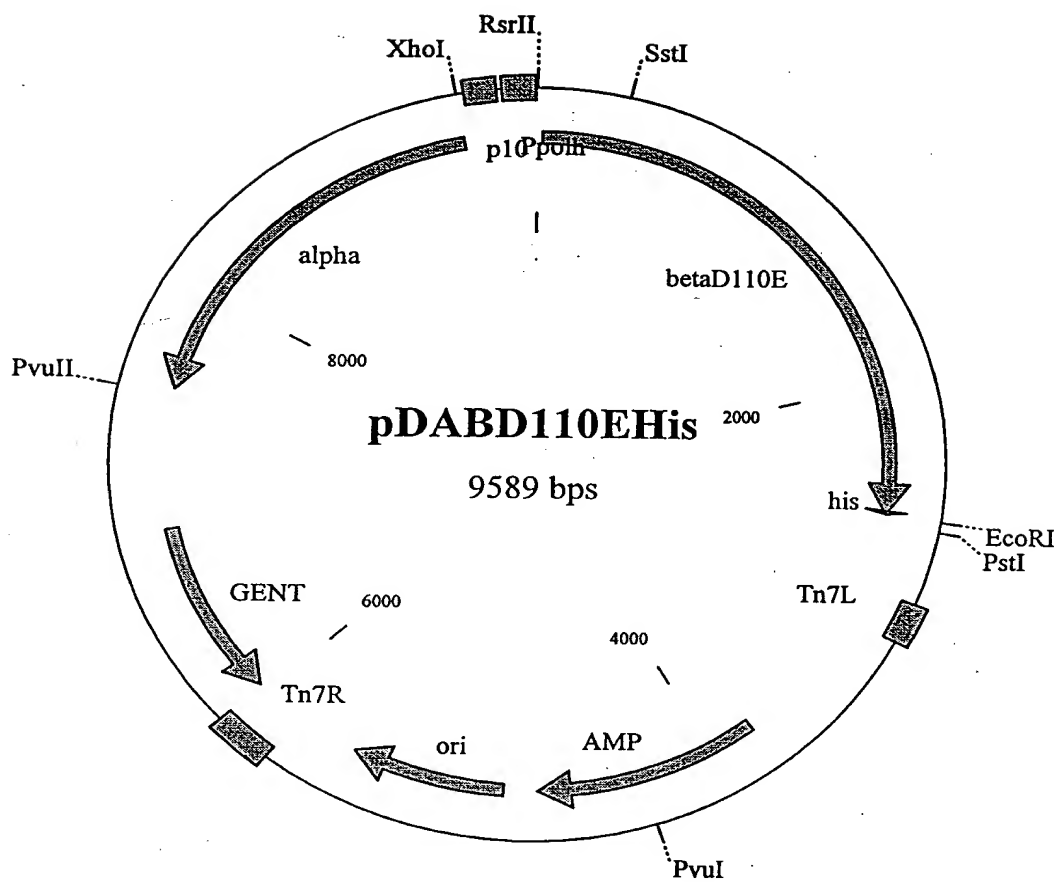 RsrII
XhoI
SstI
p10
Ppolh
alpha
betaD110E
8000
PvuII
2000
pDABD110EHis
9589 bps
his
EcoRI
PstI
GENT
Tn7L
6000
4000
Tn7R
ori
AMP
PvuI